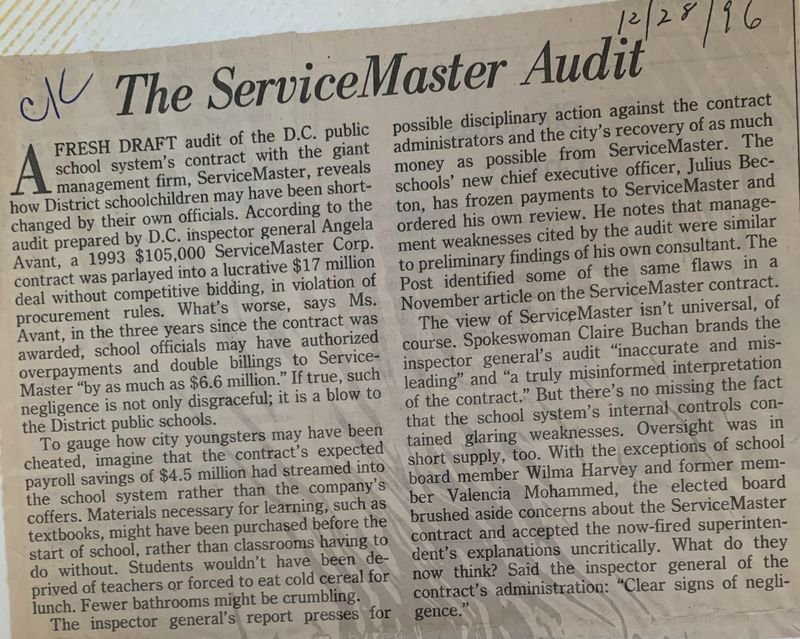 12/28/96
The ServiceMaster Audit
A FRESH DRAFT audit of the D.C. public
school system's contract with the giant
management firm, ServiceMaster, reveals
how District schoolchildren may have been short-
changed by their own officials. According to the
audit prepared by D.C. inspector general Angela
Avant, a 1993 $105,000 ServiceMaster Corp.
contract was parlayed into a lucrative $17 million
deal without competitive bidding, in violation of
procurement rules. What's worse, says Ms.
Avant, in the three years since the contract was
awarded, school officials may have authorized
overpayments and double billings to Service-
Master "by as much as $6.6 million." If true, such
negligence is not only disgraceful; it is a blow to
the District public schools.
To gauge how city youngsters may have been
cheated, imagine that the contract's expected
payroll savings of $4.5 million had streamed into
the school system rather than the company's
coffers. Materials necessary for learning, such as
textbooks, might have been purchased before the
start of school, rather than classrooms having to
do without. Students wouldn't have been de-
prived of teachers or forced to eat cold cereal for
lunch. Fewer bathrooms might be crumbling.
The inspector general's report presses for
possible disciplinary action against the contract
administrators and the city's recovery of as much
money as possible from ServiceMaster. The
schools' new chief executive officer, Julius Bec-
ton, has frozen payments to ServiceMaster and
ordered his own review. He notes that manage-
ment weaknesses cited by the audit were similar
to preliminary findings of his own consultant. The
Post identified some of the same flaws in a
November article on the ServiceMaster contract.
The view of ServiceMaster isn't universal, of
course. Spokeswoman Claire Buchan brands the
inspector general's audit "inaccurate and mis-
leading" and "a truly misinformed interpretation
of the contract." But there's no missing the fact
that the school system's internal controls con-
tained glaring weaknesses. Oversight was in
short supply, too. With the exceptions of school
board member Wilma Harvey and former mem-
ber Valencia Mohammed, the elected board
brushed aside concerns about the ServiceMaster
contract and accepted the now-fired superinten-
dent's explanations uncritically. What do they
now think? Said the inspector general of the
contract's administration: "Clear signs of negli-
gence."